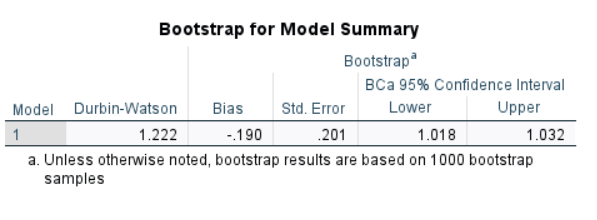 Bootstrap for Model Summary
Bootstrapa
BCa 95% Confidence Interval
Model Durbin-Watson Bias Std. Error Lower Upper
1 1.222 -.190 .201 1.018 1.032
a. Unless otherwise noted, bootstrap results are based on 1000 bootstrap
samples